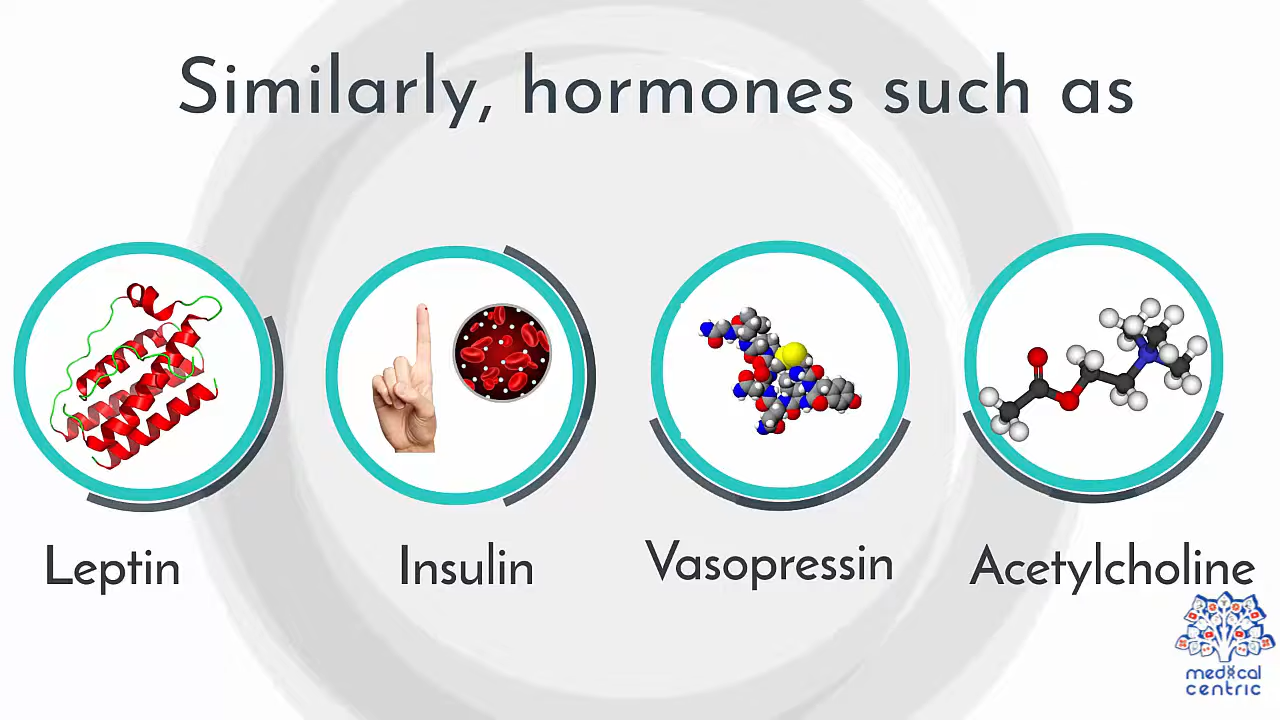 Similarly, hormones such as
Leptin
Insulin
Vasopressin
Acetylcholine
medical
centric